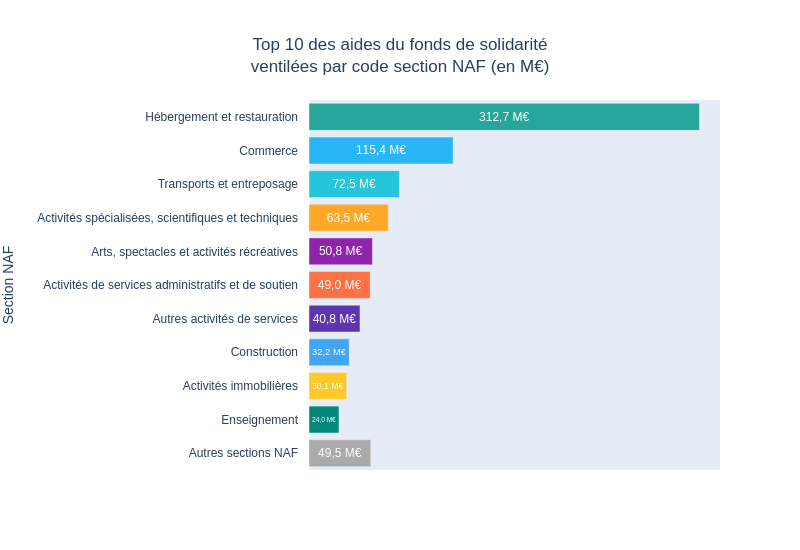 Top 10 des aides du fonds de solidarité
ventilées par code section NAF (en M€)
Section NAF
Hébergement et restauration 312,7 M€
Commerce 115,4 M€
Transports et entreposage 72,5 M€
Activités spécialisées, scientifiques et techniques 63,5 M€
Arts, spectacles et activités récréatives 50,8 M€
Activités de services administratifs et de soutien 49,0 M€
Autres activités de services 40,8 M€
Construction 32,2 M€
Activités immobilières 30,1 M€
Enseignement 24,0 M€
Autres sections NAF 49,5 M€